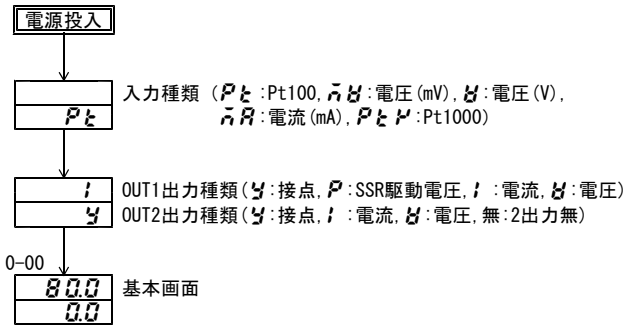 電源投入
入力種類 (Pt:Pt100, mV:電圧(mV), V:電圧(V),
Pt
mA:電流(mA), PtK:Pt1000)
I
OUT1出力種類(Y:接点, P:SSR駆動電圧, I:電流, V:電圧)
Y
OUT2出力種類(Y:接点, I:電流, V:電圧, 無:2出力無)
0-00
80.0
基本画面
0.0